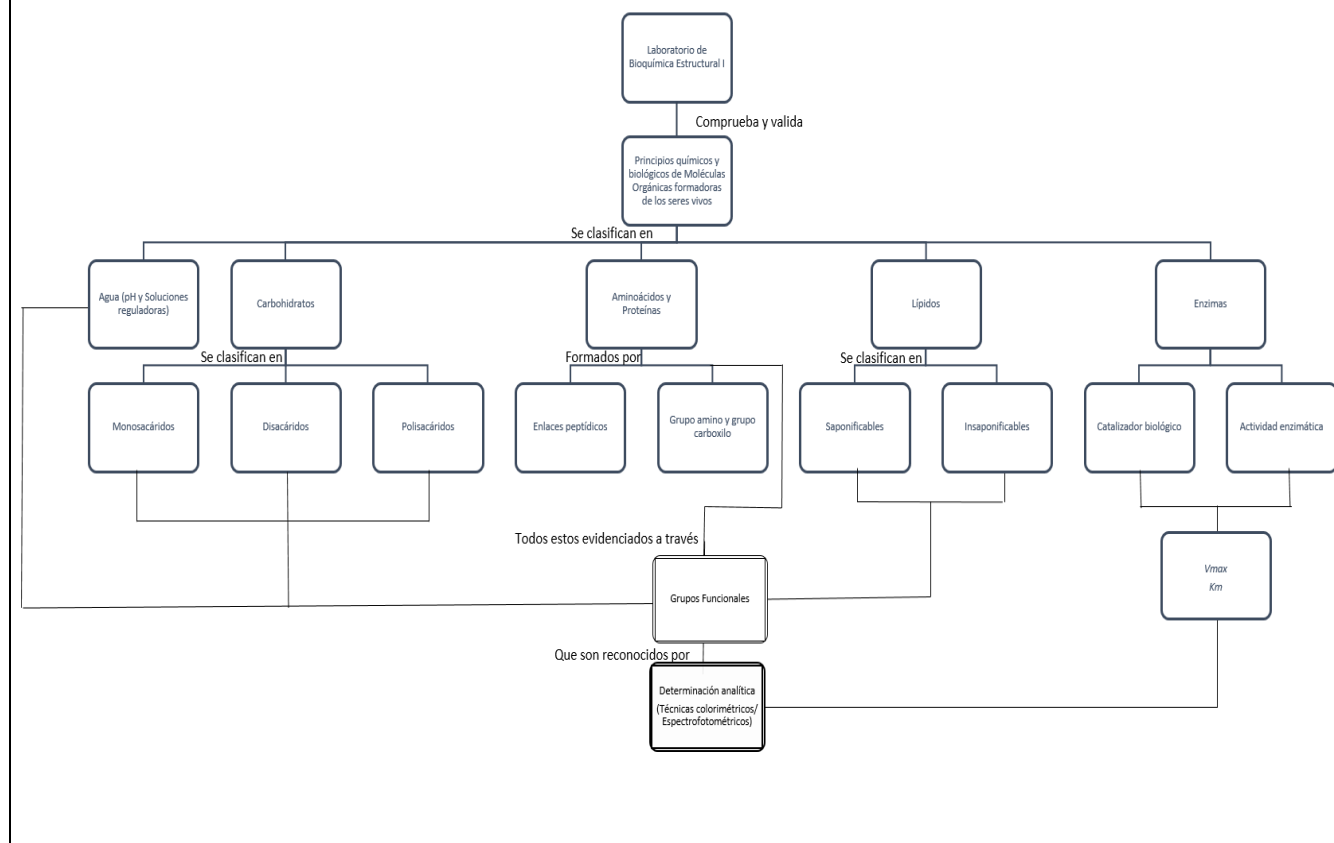 Laboratorio de
Bioquímica Estructural I
Comprueba y valida
Principios químicos y
biológicos de Moléculas
Orgánicas formadoras
de los seres vivos
Se clasifican en
Agua (pH y Soluciones
reguladoras)
Carbohidratos
Aminoácidos y
Proteínas
Lípidos
Enzimas
Se clasifican en
Formados por
Se clasifican en
Monosacáridos
Disacáridos
Polisacáridos
Enlaces peptídicos
Grupo amino y grupo
carboxilo
Saponificables
Insaponificables
Catalizador biológico
Actividad enzimática
Todos estos evidenciados a través
Grupos Funcionales
Vmax
Km
Que son reconocidos por
Determinación analítica
(Técnicas colorimétricos/
Espectrofotométricos)